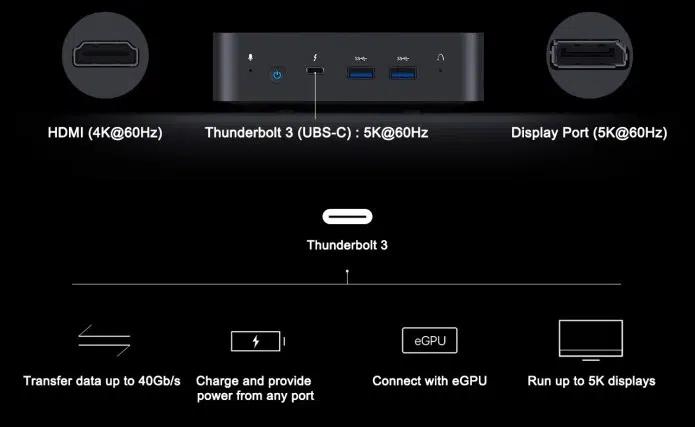 HDMI (4K@60Hz)
Thunderbolt 3 (UBS-C) : 5K@60Hz
Display Port (5K@60Hz)
Thunderbolt 3
eGPU
Transfer data up to 40Gb/s
Charge and provide
power from any port
Connect with eGPU
Run up to 5K displays